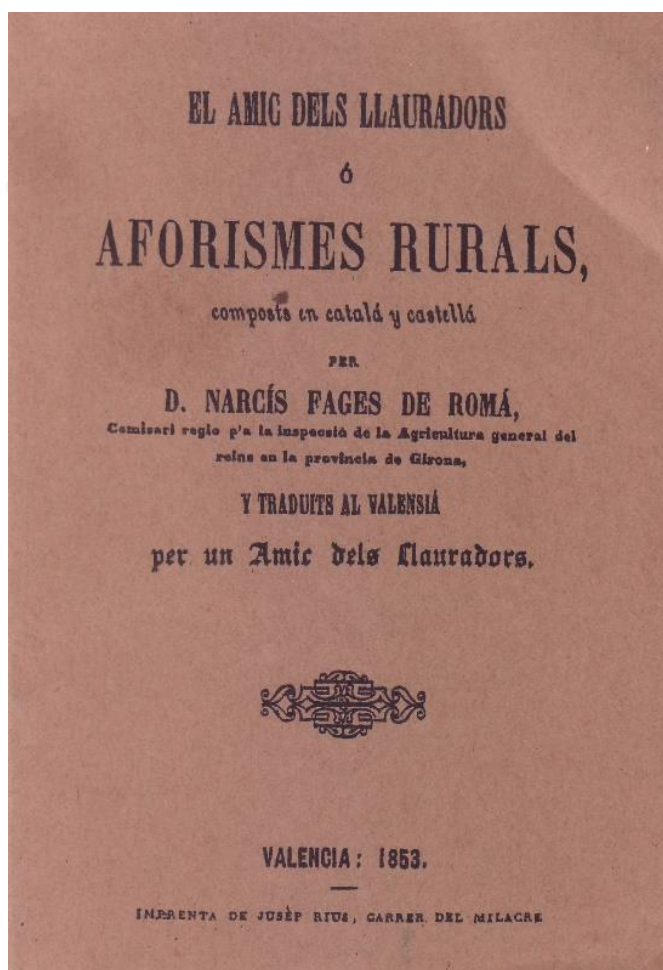 EL AMIC DELS LLAURADORS
ó
AFORISMES RURALS,
composts en catalá y castellá
PER
D. NARCÍS FAGES DE ROMÁ,
Comisari regio p'a la inspecsió de la Agricultura general del
reine en la provincia de Girona,
Y TRADUITS AL VALENSIÁ
per un Amic dels Llauradors.
VALENCIA: 1853.
IMPRENTA DE JUSÈP RIUS, CARRER DEL MILACRE